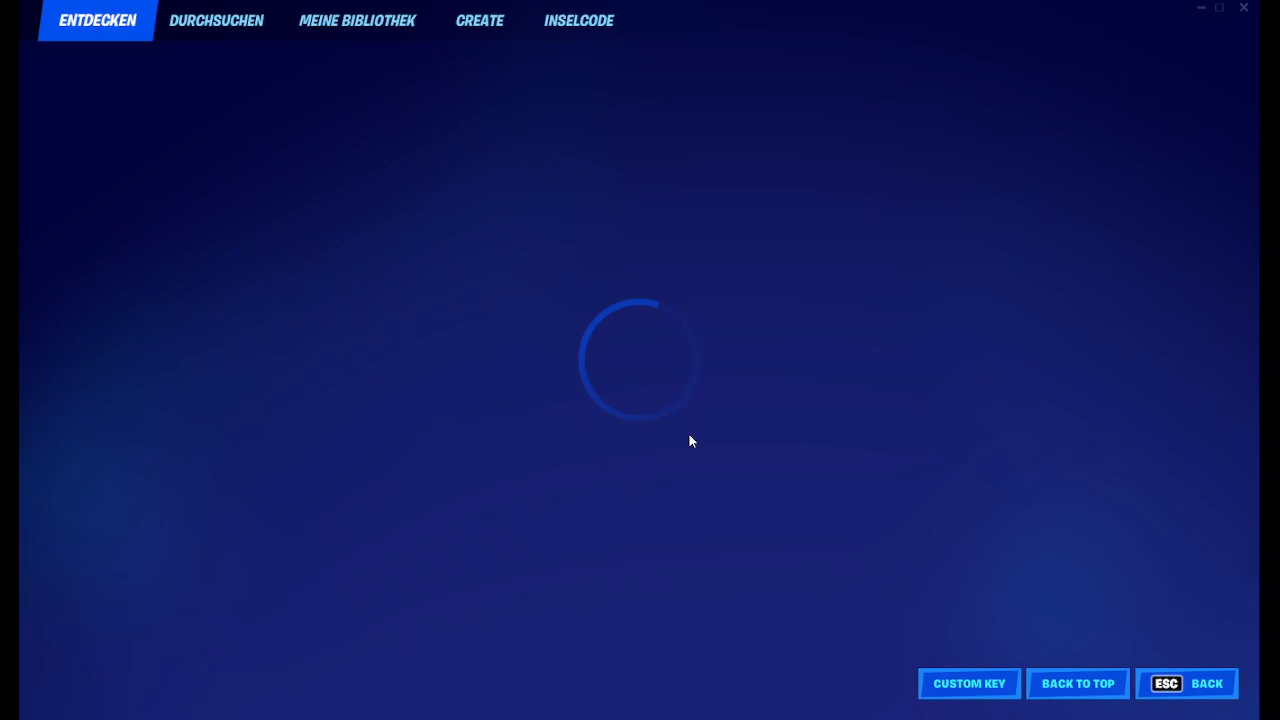 ENTDECKEN DURCHSUCHEN MEINE BIBLIOTHEK CREATE INSELCODE
CUSTOM KEY BACK TO TOP ESC BACK